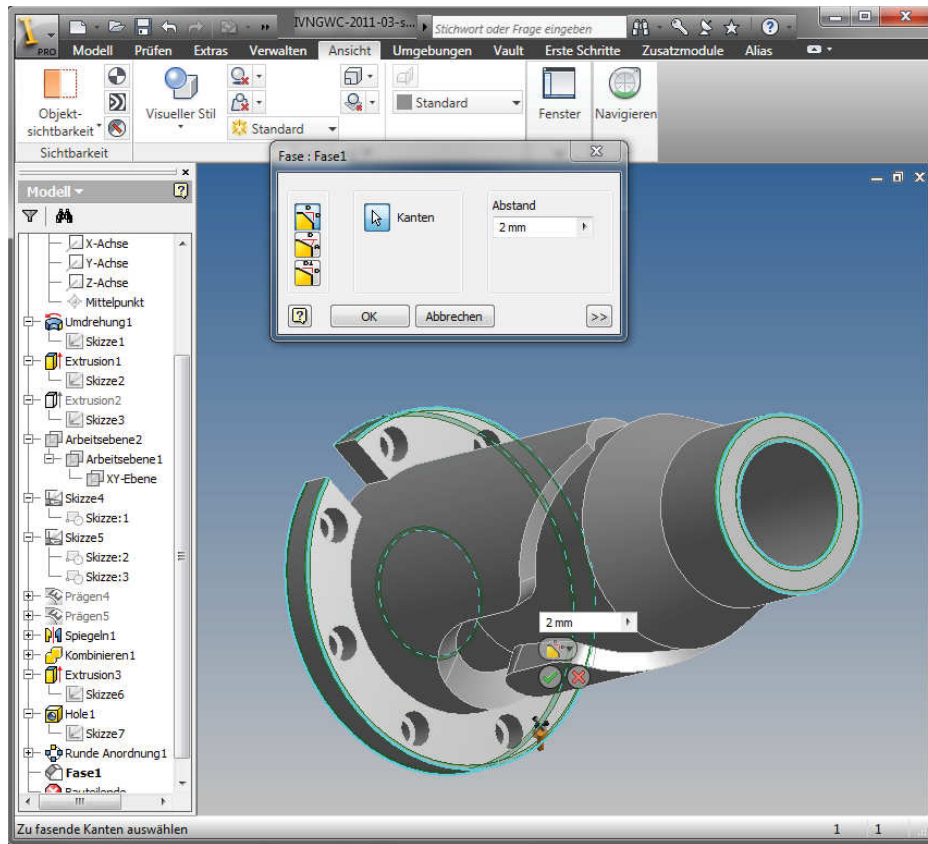 IVNGWC-2011-03-s...
Stichwort oder Frage eingeben
PRO Modell Prüfen Extras Verwalten Ansicht Umgebungen Vault Erste Schritte Zusatzmodule Alias
Objekt-
sichtbarkeit
Visueller Stil
Standard
Standard
Fenster
Navigieren
Sichtbarkeit
Fase : Fase1
Kanten
Abstand
2 mm
OK
Abbrechen
>>
Modell
X-Achse
Y-Achse
Z-Achse
Mittelpunkt
Umdrehung1
Skizze1
Extrusion1
Skizze2
Extrusion2
Skizze3
Arbeitsebene2
Arbeitsebene1
XY-Ebene
Skizze4
Skizze:1
Skizze5
Skizze:2
Skizze:3
Prägen4
Prägen5
Spiegeln1
Kombinieren1
Extrusion3
Skizze6
Hole1
Skizze7
Runde Anordnung1
Fase1
Bauteilende
2 mm
Zu fasende Kanten auswählen
1 1